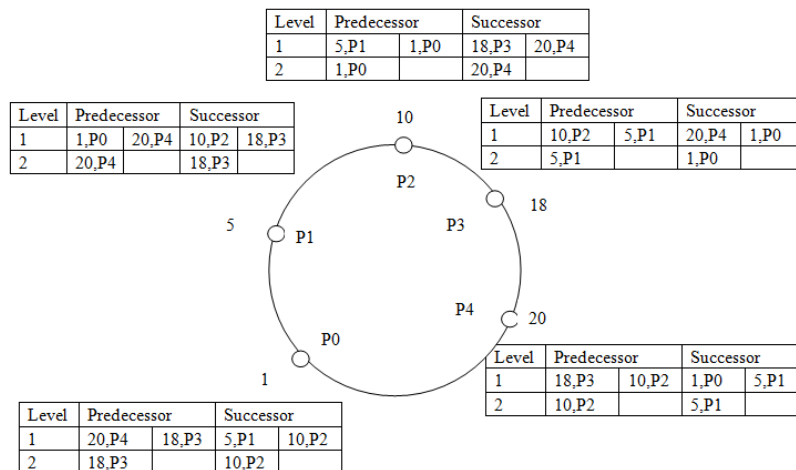 Level Predecessor Successor
1 5,P1 1,P0 18,P3 20,P4
2 1,P0 20,P4
Level Predecessor Successor
1 1,P0 20,P4 10,P2 18,P3
2 20,P4 18,P3
10
Level Predecessor Successor
1 10,P2 5,P1 20,P4 1,P0
2 5,P1 1,P0
P2
18
5
P3
P1
P4
20
P0
1
Level Predecessor Successor
1 18,P3 10,P2 1,P0 5,P1
2 10,P2 5,P1
Level Predecessor Successor
1 20,P4 18,P3 5,P1 10,P2
2 18,P3 10,P2